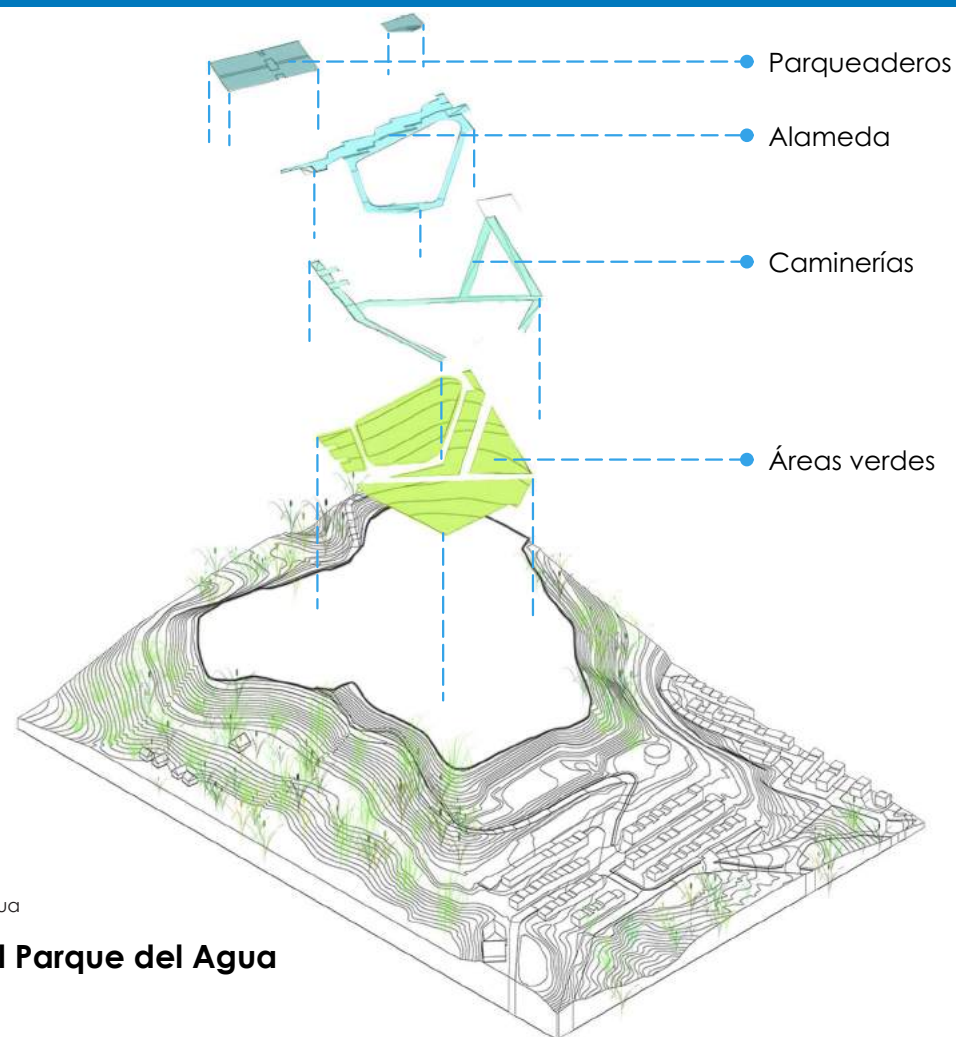 Parqueaderos
Alameda
Caminerías
Áreas verdes
Parque del Agua